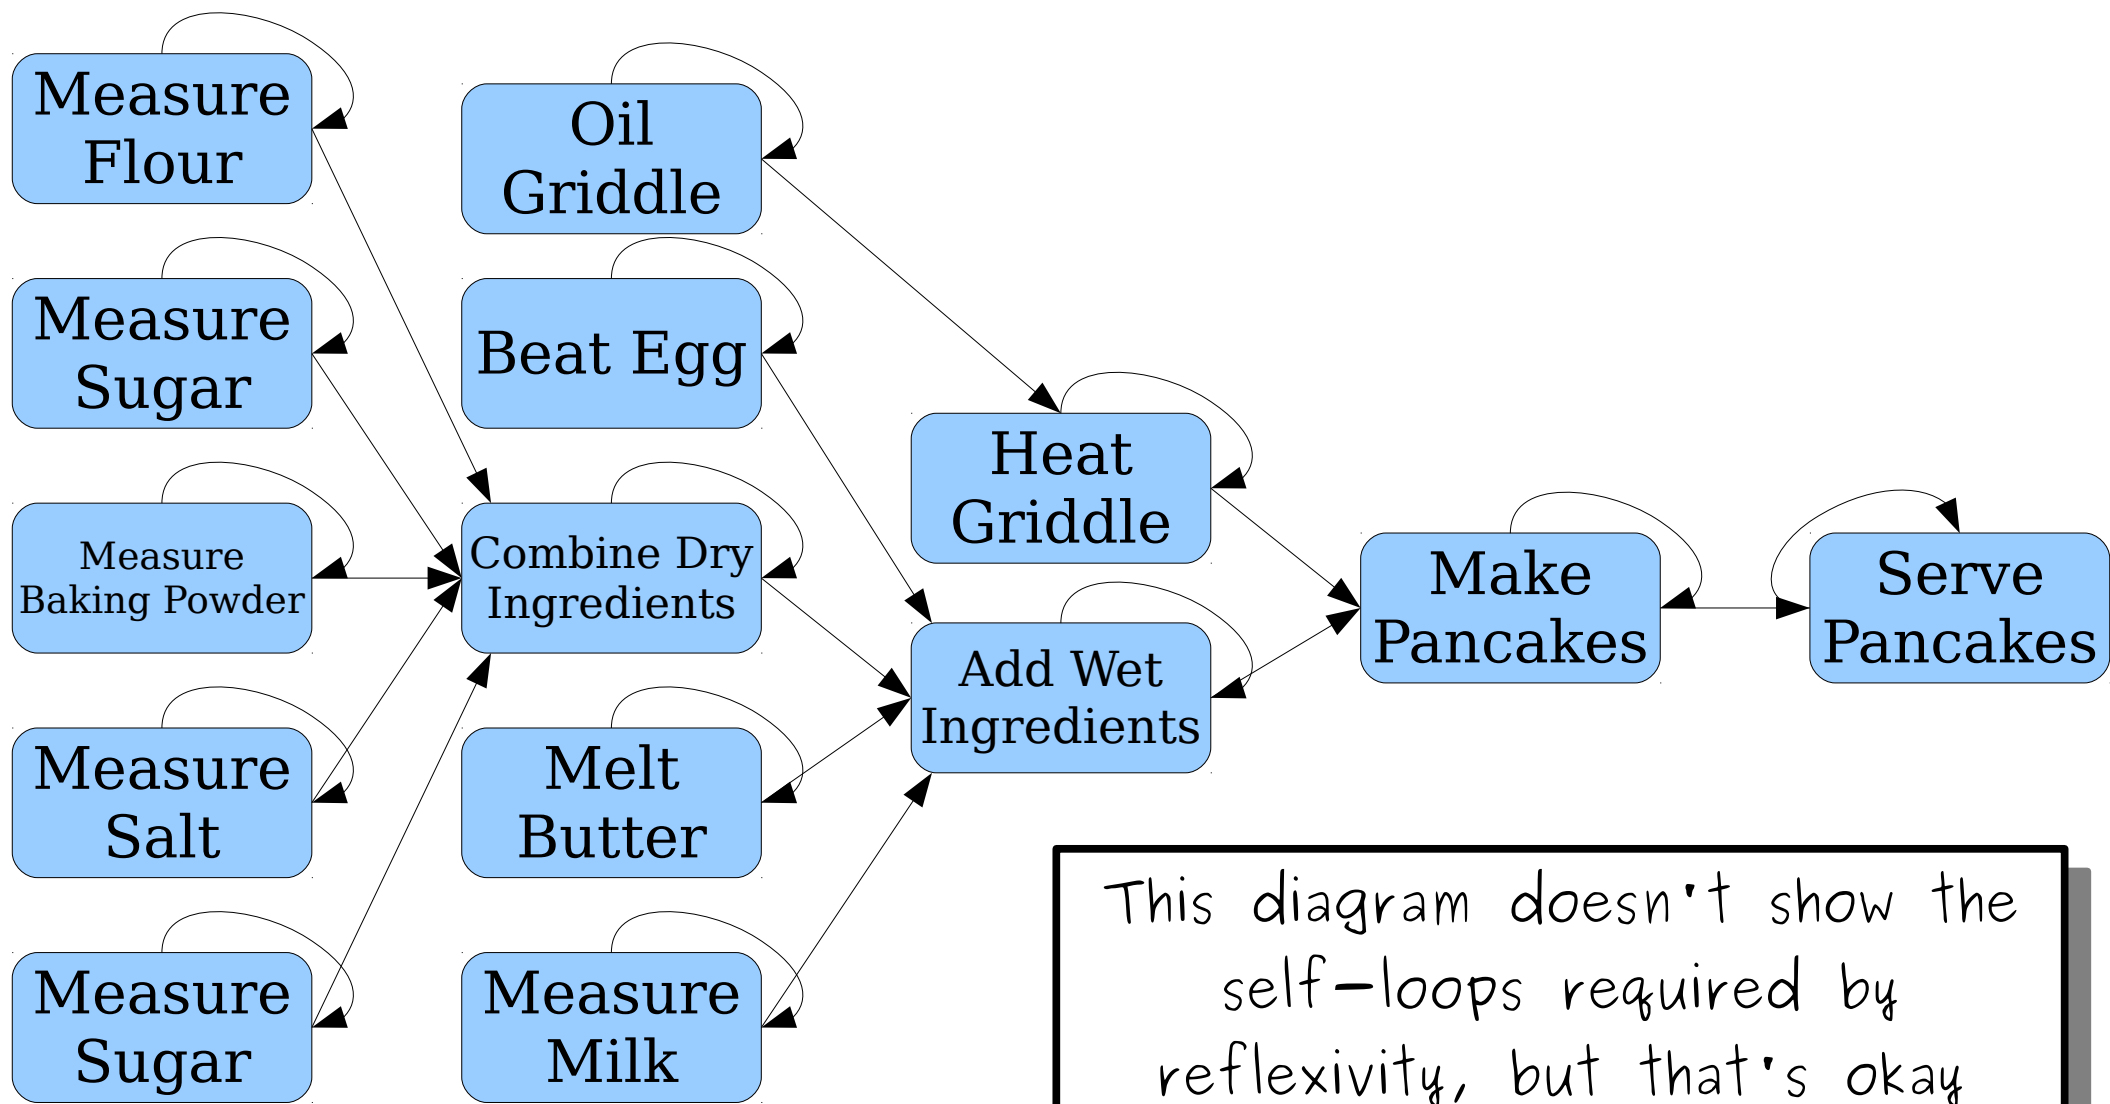 Measure
Flour
Measure
Sugar
Measure
Baking Powder
Measure
Salt
Measure
Sugar
Oil
Griddle
Beat Egg
Combine Dry
Ingredients
Melt
Butter
Measure
Milk
Heat
Griddle
Add Wet
Ingredients
Make
Pancakes
Serve
Pancakes
This diagram doesn't show the
self-loops required by
reflexivity, but that's okay